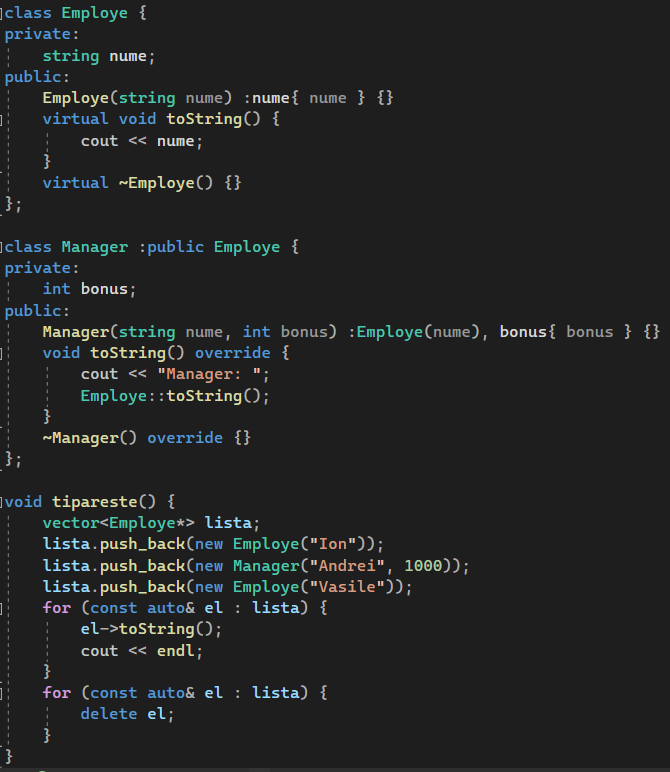 class Employe {
private:
    string nume;
public:
    Employe(string nume) :nume{ nume } {}
    virtual void toString() {
        cout << nume;
    }
    virtual ~Employe() {}
};

class Manager :public Employe {
private:
    int bonus;
public:
    Manager(string nume, int bonus) :Employe(nume), bonus{ bonus } {}
    void toString() override {
        cout << "Manager: ";
        Employe::toString();
    }
    ~Manager() override {}
};

void tipareste() {
    vector<Employe*> lista;
    lista.push_back(new Employe("Ion"));
    lista.push_back(new Manager("Andrei", 1000));
    lista.push_back(new Employe("Vasile"));
    for (const auto& el : lista) {
        el->toString();
        cout << endl;
    }
    for (const auto& el : lista) {
        delete el;
    }
}